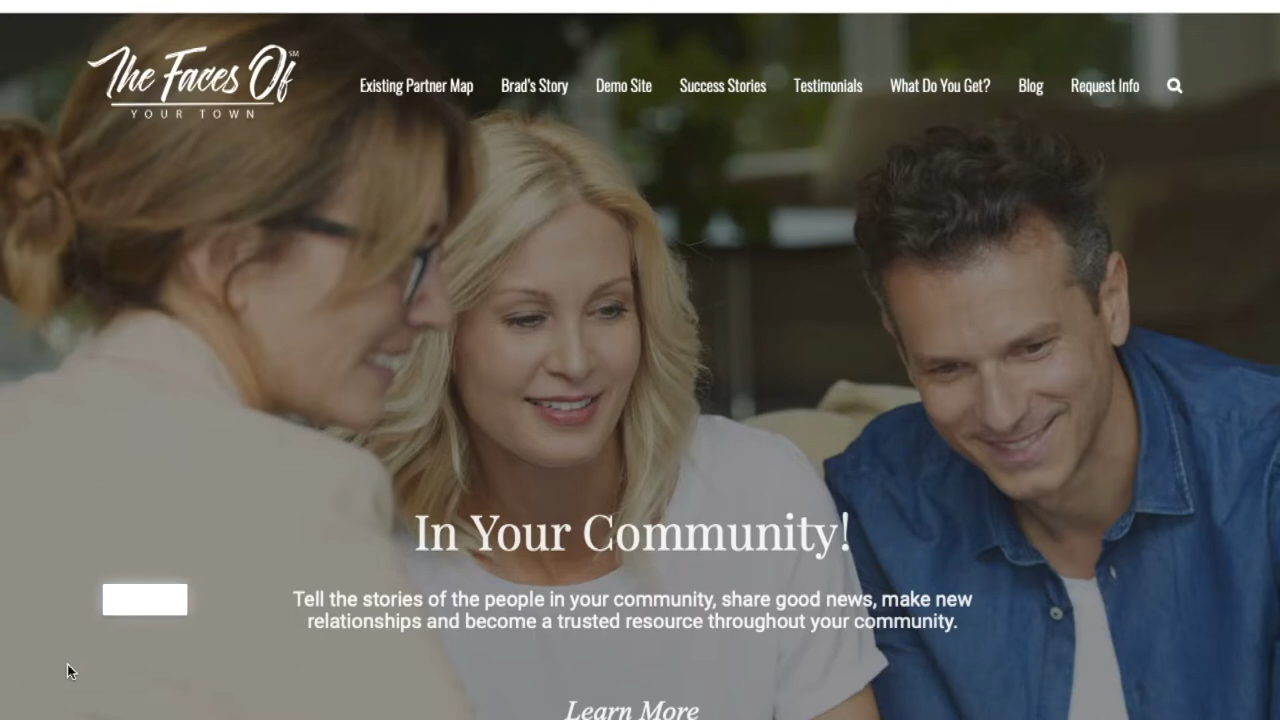 The Faces Of SM
YOUR TOWN
Existing Partner Map Brad's Story Demo Site Success Stories Testimonials What Do You Get? Blog Request Info
In Your Community!
Tell the stories of the people in your community, share good news, make new
relationships and become a trusted resource throughout your community.
Learn More